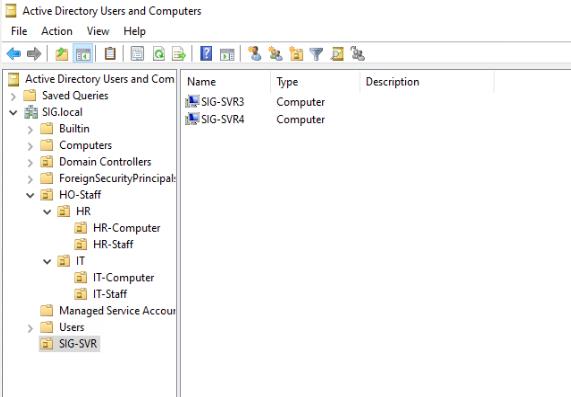 Active Directory Users and Computers
File Action View Help
Active Directory Users and Com
Saved Queries
SIG.local
Builtin
Computers
Domain Controllers
ForeignSecurityPrincipals
HO-Staff
HR
HR-Computer
HR-Staff
IT
IT-Computer
IT-Staff
Managed Service Accour
Users
SIG-SVR
Name Type Description
SIG-SVR3 Computer
SIG-SVR4 Computer